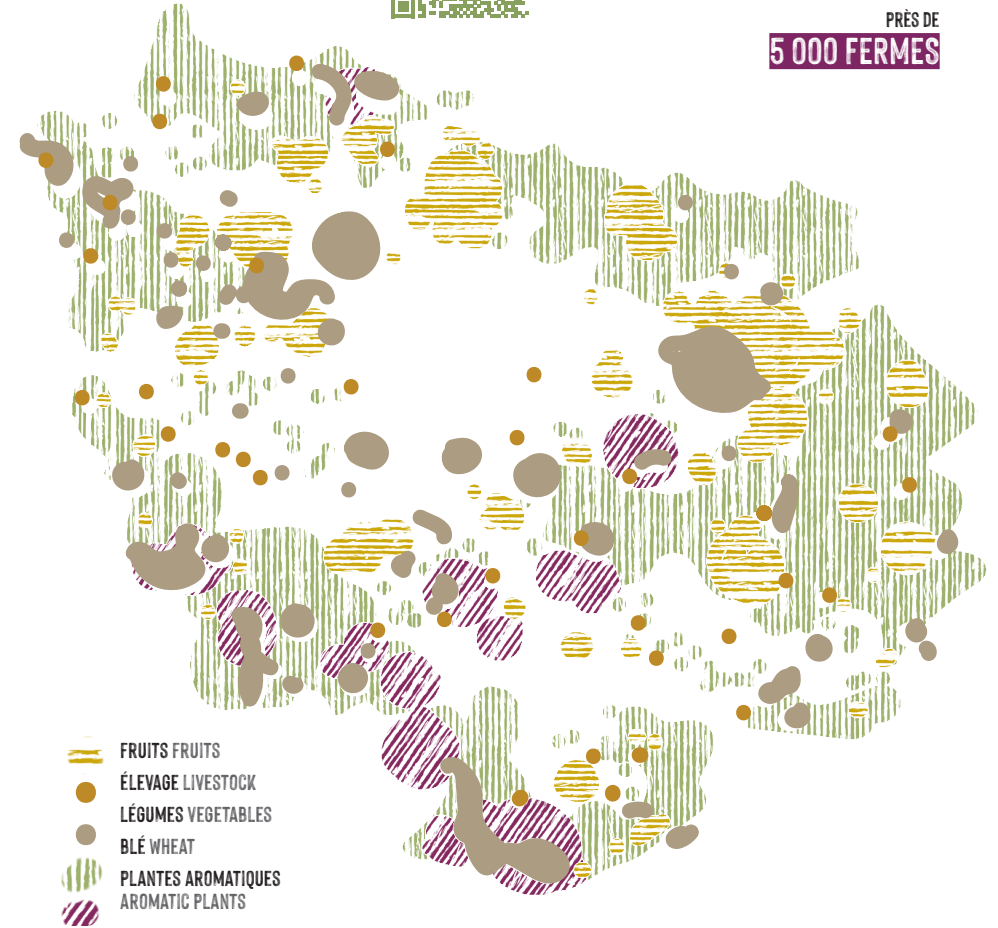 PRÈS DE
5 000 FERMES
FRUITS FRUITS
ÉLEVAGE LIVESTOCK
LÉGUMES VEGETABLES
BLÉ WHEAT
PLANTES AROMATIQUES
AROMATIC PLANTS